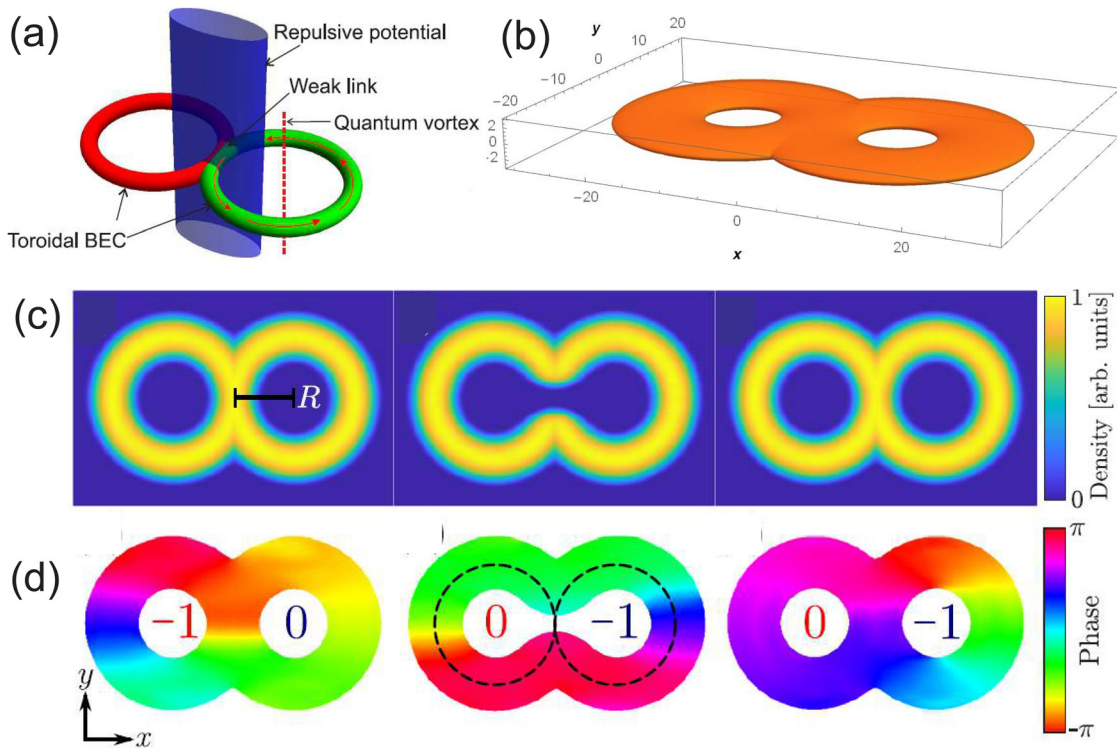 (a)
Repulsive potential
Weak link
Quantum vortex
Toroidal BEC
(b)
y
20
10
0
−10
−20
2
0
-2
−20
0
20
x
(c)
R
1
0
Density [arb. units]
(d)
−1 0
0 −1
0 −1
y
x
π
-π
Phase